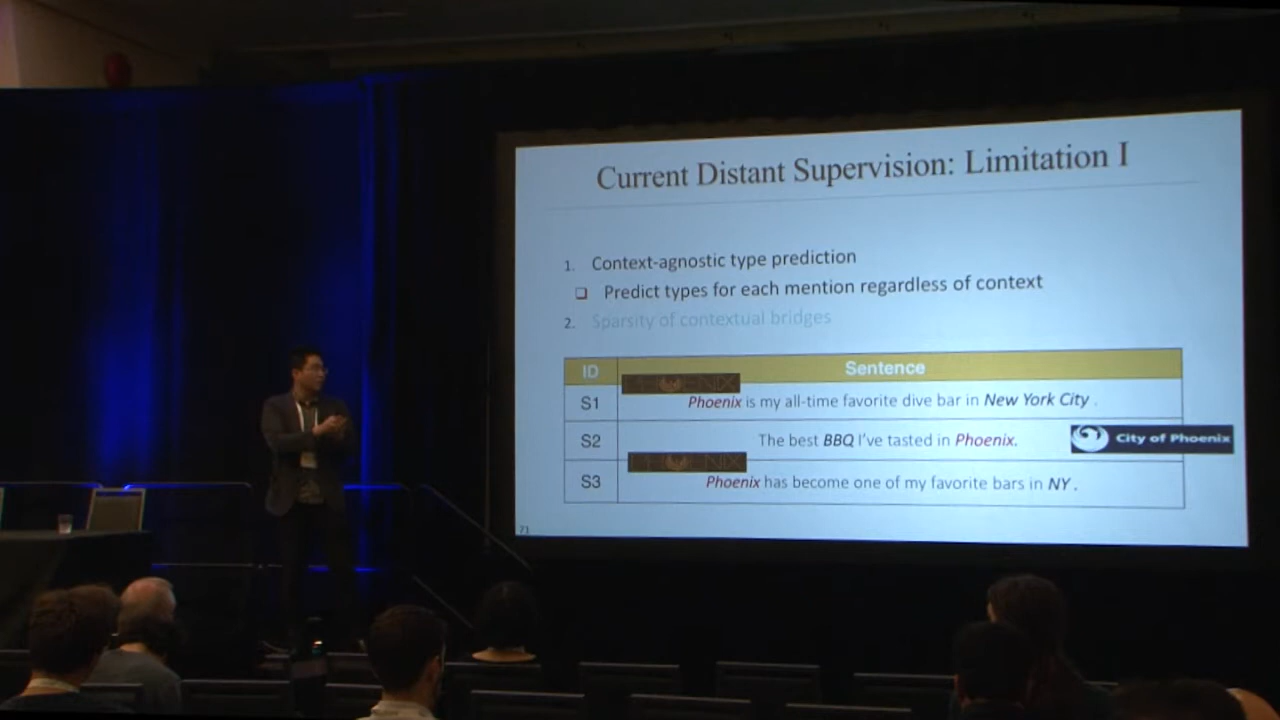 Current Distant Supervision: Limitation I
1. Context-agnostic type prediction
Predict types for each mention regardless of context
2. Sparsity of contextual bridges
ID Sentence
PHOENIX
S1 Phoenix is my all-time favorite dive bar in New York City .
S2 The best BBQ I've tasted in Phoenix. City of Phoenix
PHOENIX
S3 Phoenix has become one of my favorite bars in NY .
71